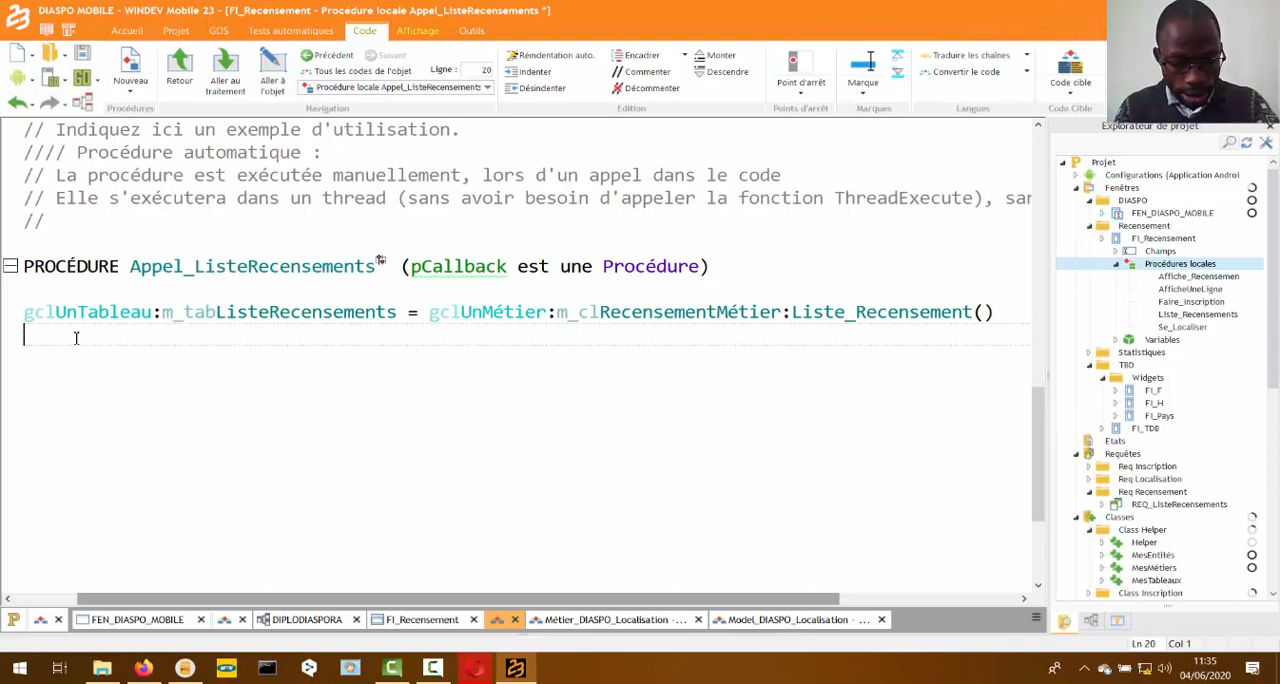 DIASPO MOBILE - WINDEV Mobile 23 - [FI_Recensement - Procédure locale Appel_ListeRecensements *]
Accueil Projet GDS Tests automatiques Code Affichage Outils
Nouveau
Procédures
Retour
Aller au traitement
Aller à l'objet
Précédent Suivant
Tous les codes de l'objet Ligne : 20
Procédure locale Appel_ListeRecensements
Navigation
Réindentation auto.
Indenter
Désindenter
Encadrer
Commenter
Décommenter
Monter
Descendre
Edition
Point d'arrêt
Points d'arrêt
Marque
Marques
Traduire les chaînes
Convertir le code
Langues
Code cible
Code Cible
// Indiquez ici un exemple d'utilisation.
//// Procédure automatique :
// La procédure est exécutée manuellement, lors d'un appel dans le code
// Elle s'exécutera dans un thread (sans avoir besoin d'appeler la fonction ThreadExecute), san
//
PROCÉDURE Appel_ListeRecensements (pCallback est une Procédure)
gclUnTableau:m_tabListeRecensements = gclUnMétier:m_clRecensementMétier:Liste_Recensement()
Explorateur de projet
Projet
Configurations (Application Androi
Fenêtres
DIASPO
FEN_DIASPO_MOBILE
Recensement
FI_Recensement
Champs
Procédures locales
Affiche_Recensemen
AfficheUneLigne
Faire_Inscription
Liste_Recensements
Se_Localiser
Variables
Statistiques
TBD
Widgets
FI_F
FI_H
FI_Pays
FI_TDB
Etats
Requêtes
Req Inscription
Req Localisation
Req Recensement
REQ_ListeRecensements
Classes
Class Helper
Helper
MesEntités
MesMétiers
MesTableaux
Class Inscription
FEN_DIASPO_MOBILE DIPLODIASPORA FI_Recensement Métier_DIASPO_Localisation - ... Model_DIASPO_Localisation - ...
Ln 20 Col 1
11:35
04/06/2020